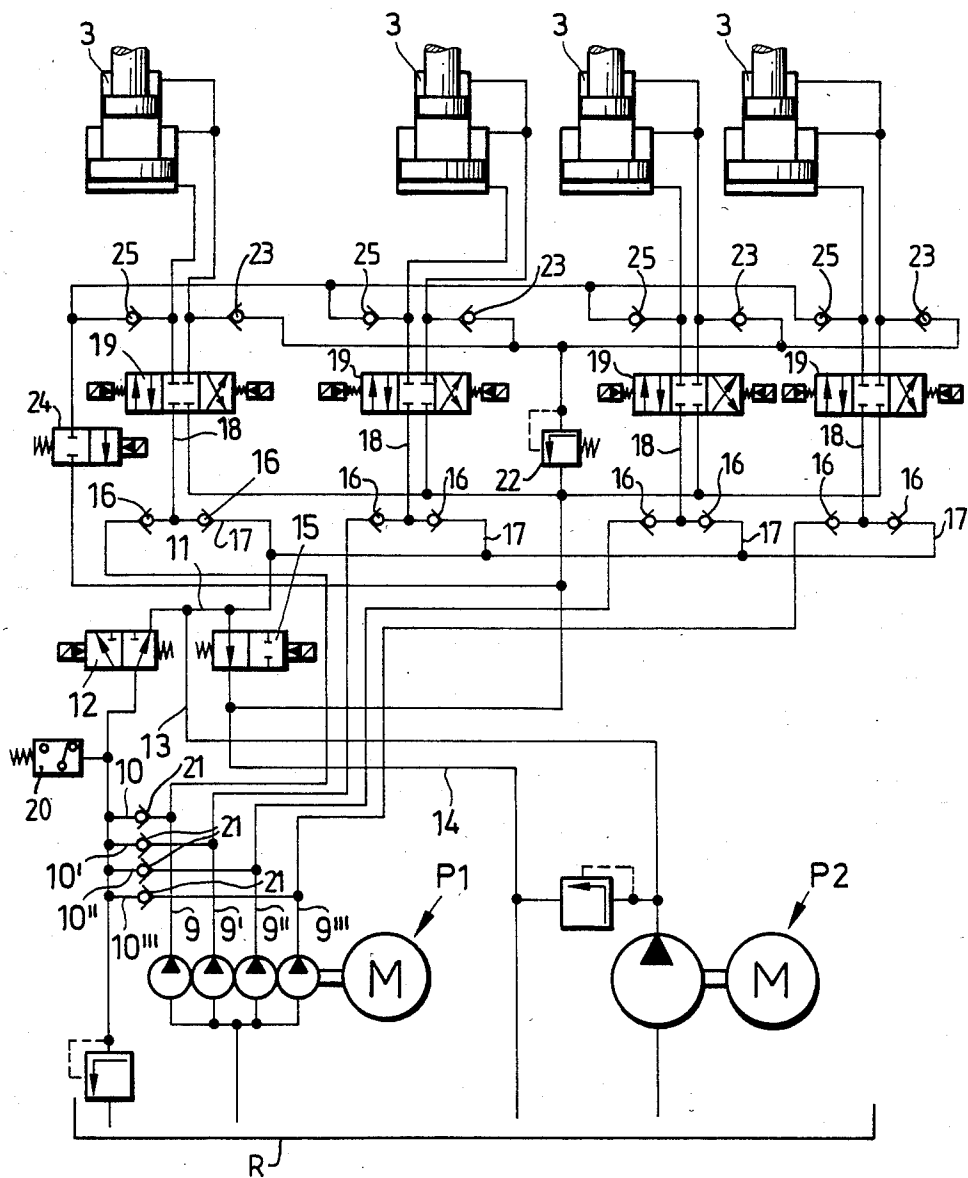 3 3 3 3
25 23 25 23 25 23 25 23
19 19 19 19
24 18 18 22 18 18
16 16 16 16 16 16 16 16
11 17 15 17 17 17
12
13
20 10 21 14
10' 21
10" 21
10''' 9 9' 9" 9''' P1 P2
M M
R